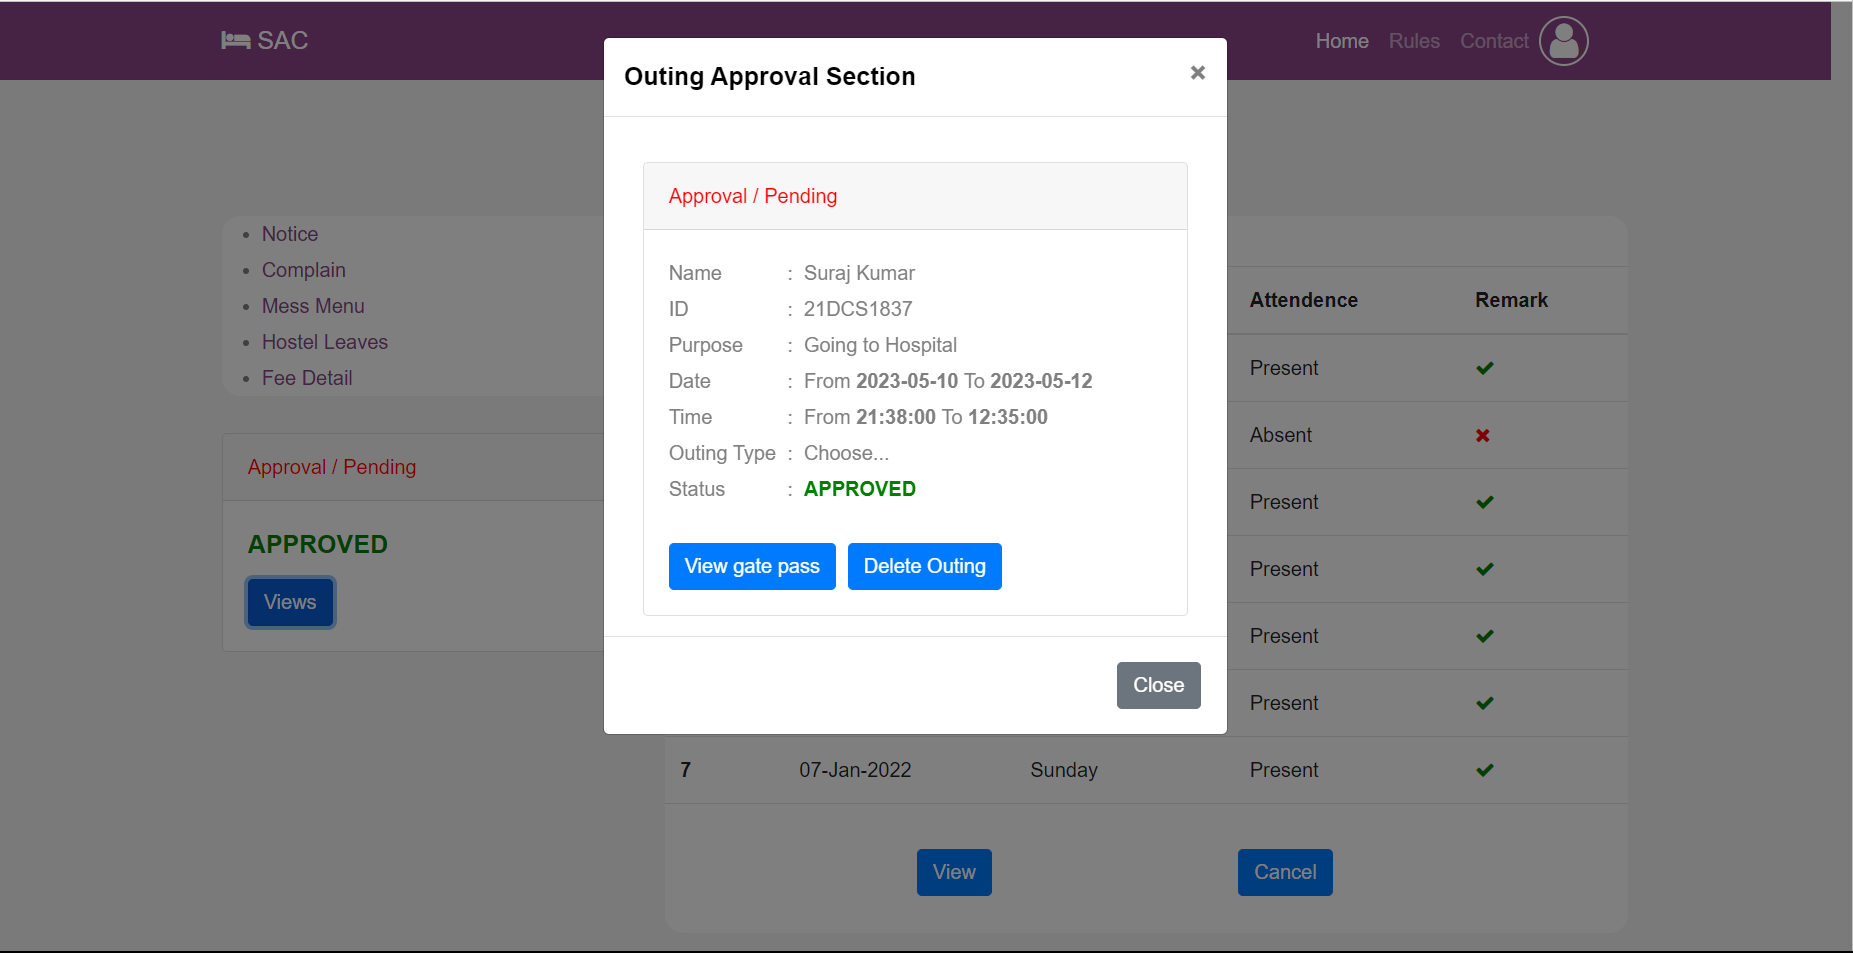 SAC
Home Rules Contact
Outing Approval Section ×
Approval / Pending
Name : Suraj Kumar
ID : 21DCS1837
Purpose : Going to Hospital
Date : From 2023-05-10 To 2023-05-12
Time : From 21:38:00 To 12:35:00
Outing Type : Choose...
Status : APPROVED
View gate pass Delete Outing
Close
Notice
Complain
Mess Menu
Hostel Leaves
Fee Detail
Approval / Pending
APPROVED
Views
Attendence Remark
Present
Absent
Present
Present
Present
Present
7 07-Jan-2022 Sunday Present
View Cancel